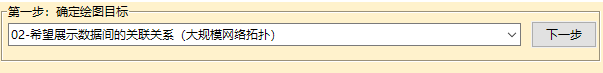 第一步：确定绘图目标
02-希望展示数据间的关联关系（大规模网络拓扑）
下一步